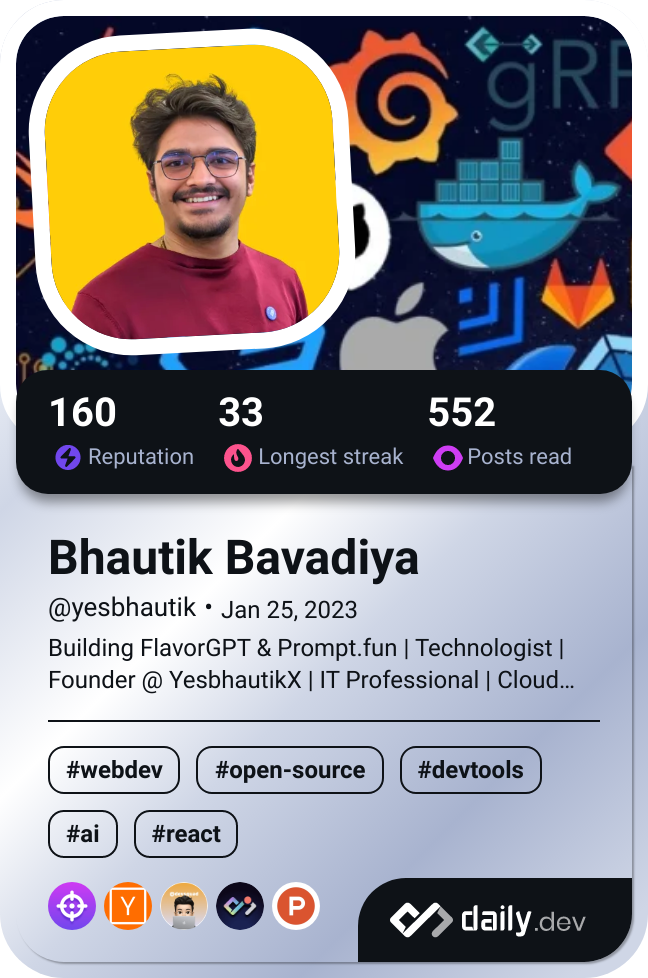 gRP
160
33
552
Reputation
Longest streak
Posts read
Bhautik Bavadiya
@yesbhautik • Jan 25, 2023
Building FlavorGPT & Prompt.fun | Technologist |
Founder @ YesbhautikX | IT Professional | Cloud...
#webdev
#open-source
#devtools
#ai
#react
Y
P
daily.dev